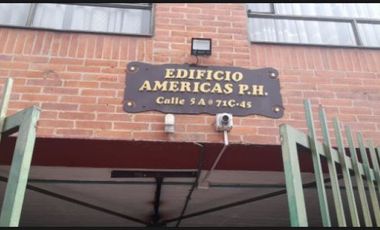 EDIFICIO
AMERICAS P.H.
Calle 5 A # 71C-45